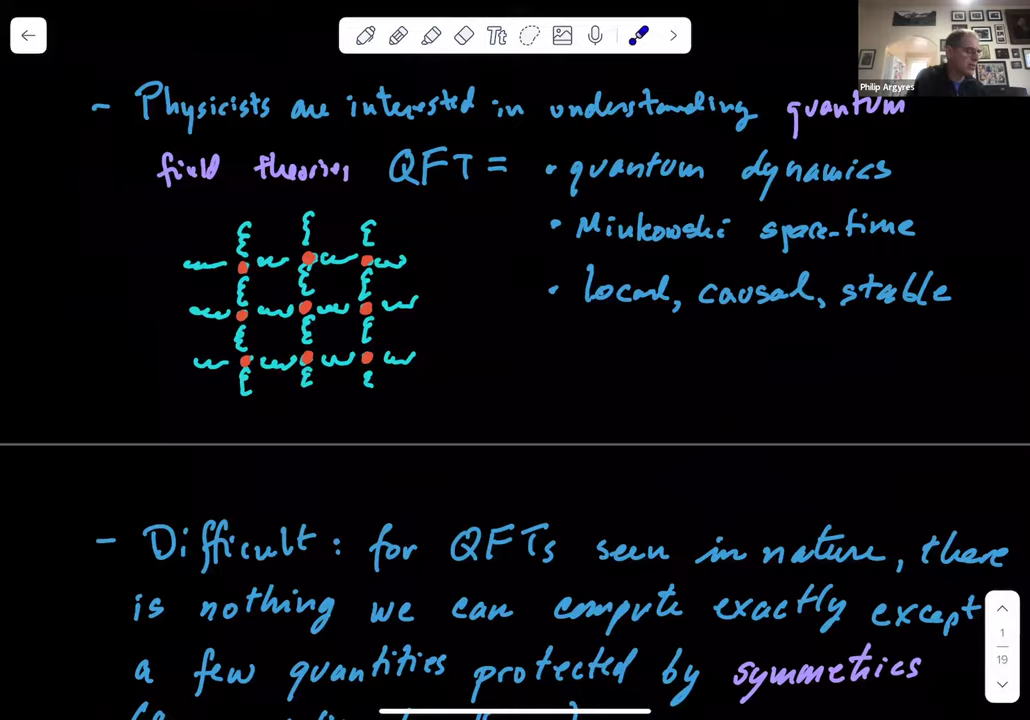 Philip Argyres
- Physicists are interested in understanding quantum
field theories QFT = • quantum dynamics
• Minkowski space-time
• local, causal, stable
- Difficult: for QFTs seen in nature, there
is nothing we can compute exactly except
a few quantities protected by symmetries
1
19